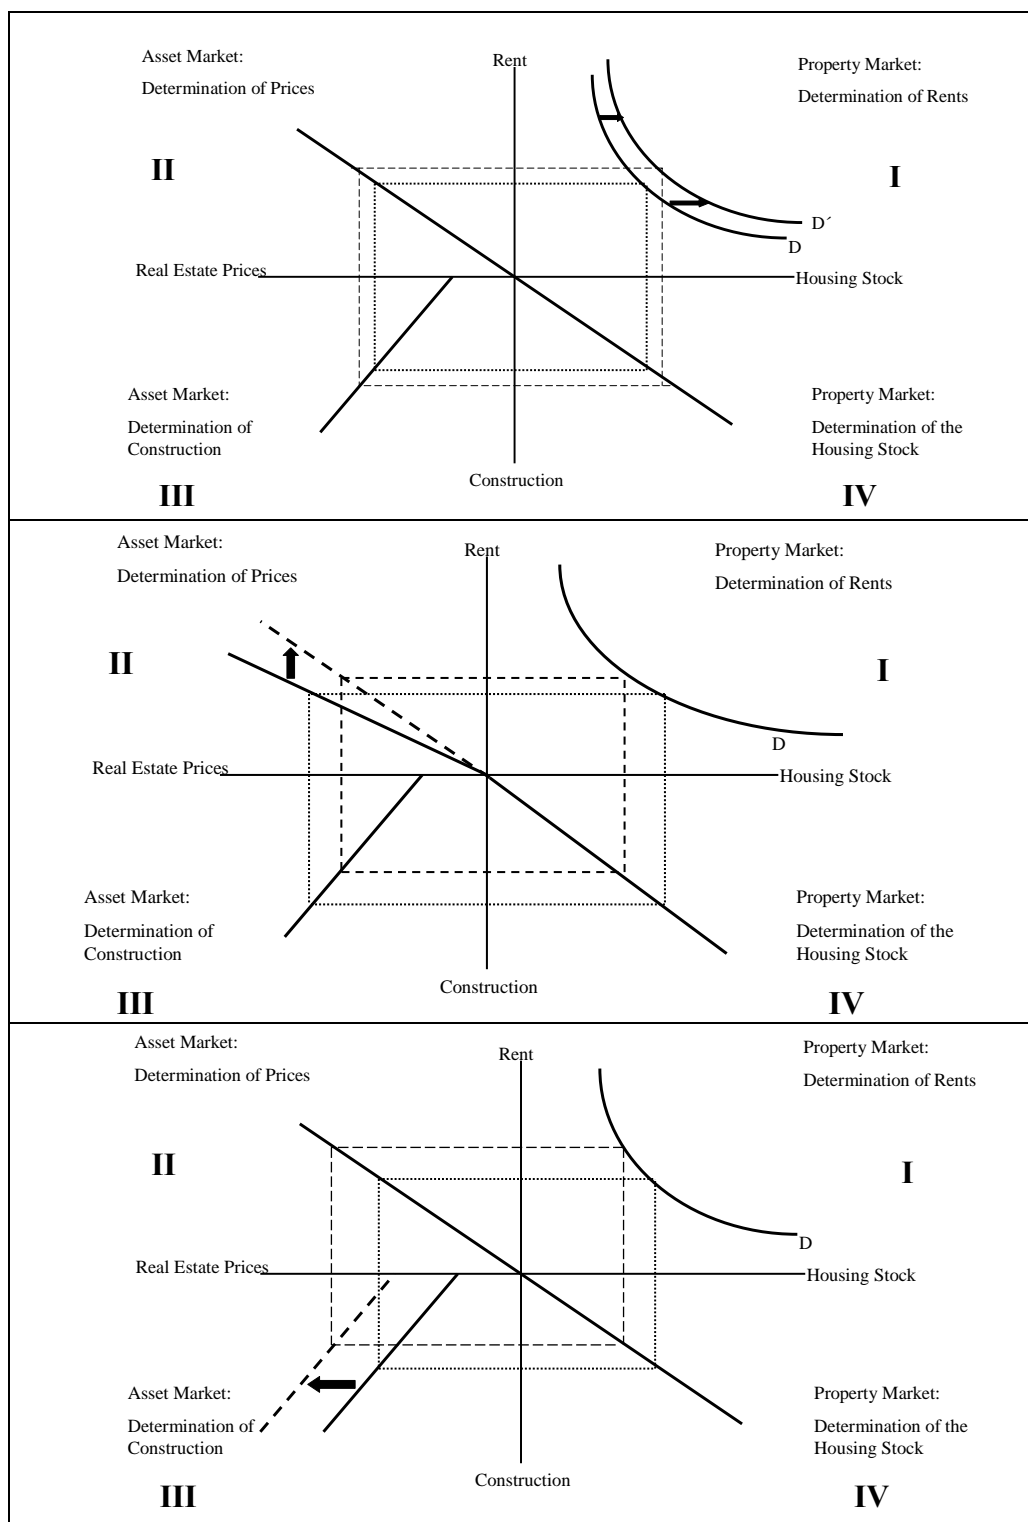 Asset Market:
Determination of Prices
Rent
Property Market:
Determination of Rents
II
I
D´
D
Real Estate Prices
Housing Stock
Asset Market:
Determination of
Construction
Property Market:
Determination of the
Housing Stock
Construction
III
IV
Asset Market:
Determination of Prices
Rent
Property Market:
Determination of Rents
II
I
D
Real Estate Prices
Housing Stock
Asset Market:
Determination of
Construction
Property Market:
Determination of the
Housing Stock
Construction
III
IV
Asset Market:
Determination of Prices
Rent
Property Market:
Determination of Rents
II
I
D
Real Estate Prices
Housing Stock
Asset Market:
Determination of
Construction
Property Market:
Determination of the
Housing Stock
Construction
III
IV